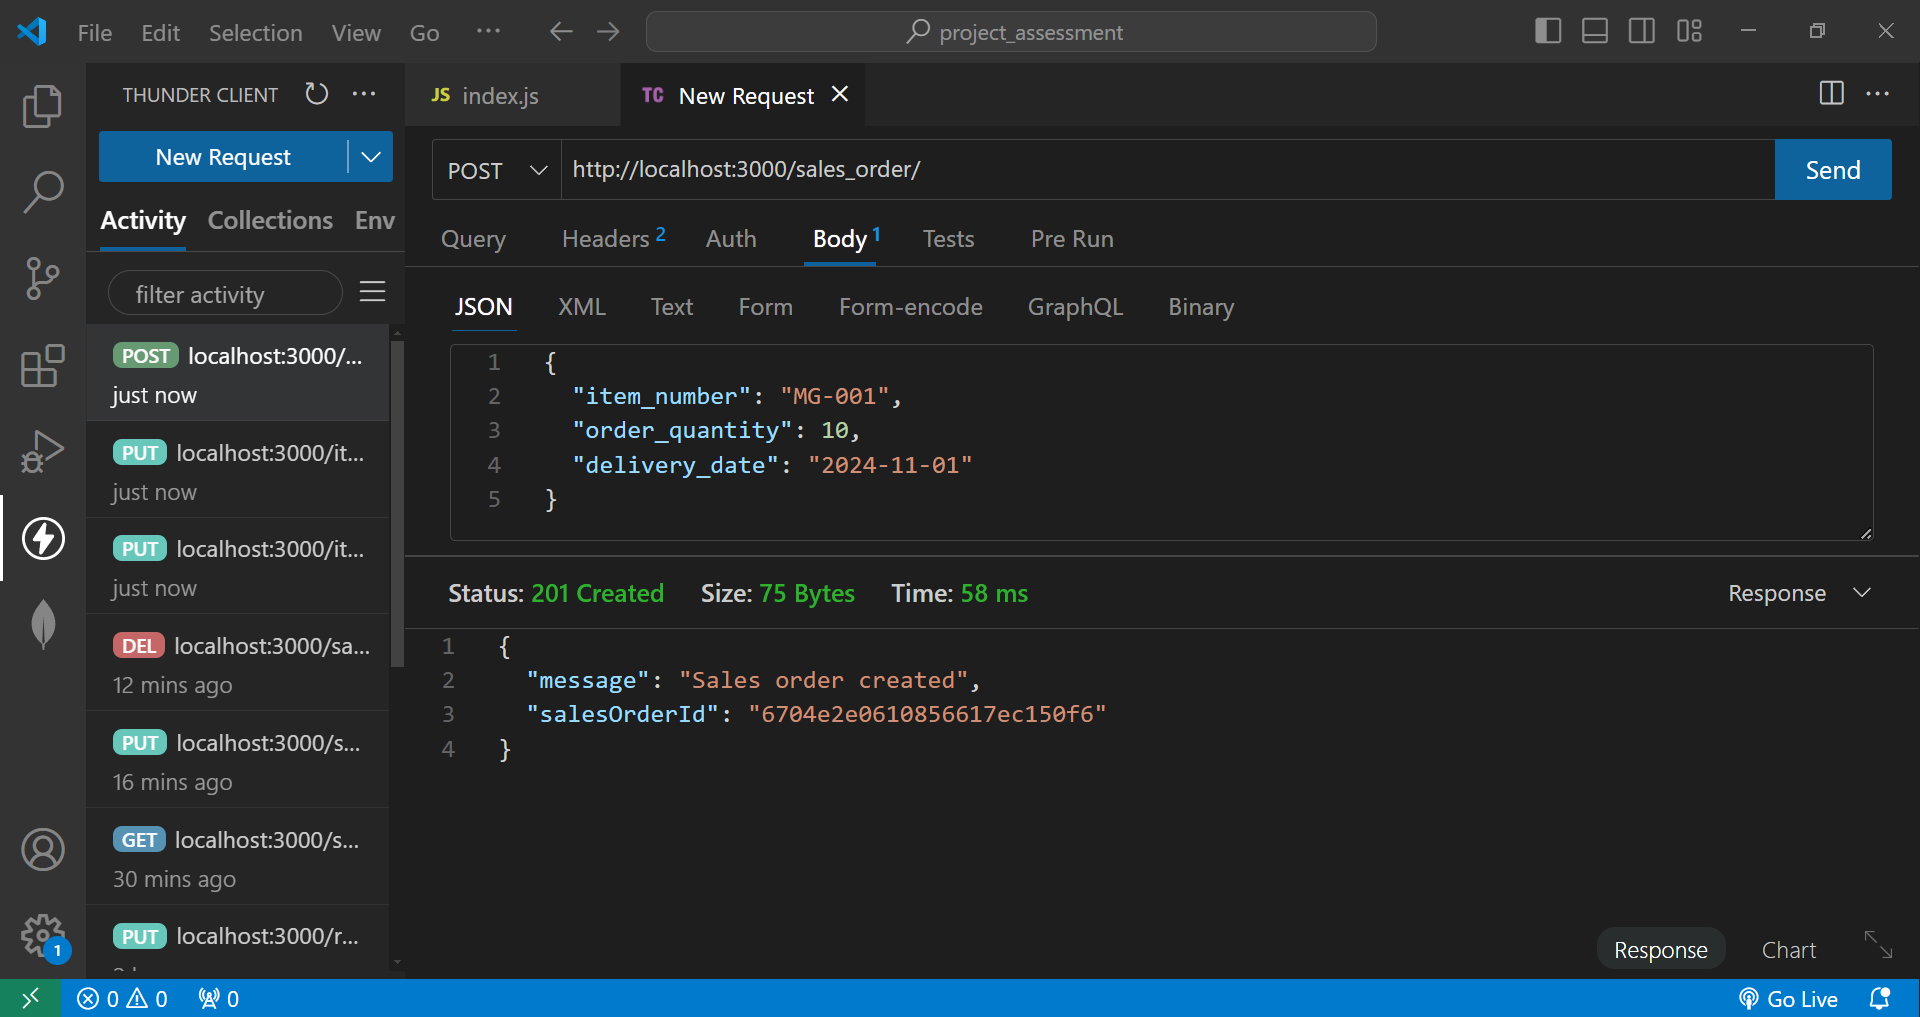 File Edit Selection View Go ... project_assessment
THUNDER CLIENT ...
New Request
Activity Collections Env
filter activity
POST localhost:3000/...
just now
PUT localhost:3000/it...
just now
PUT localhost:3000/it...
just now
DEL localhost:3000/sa...
12 mins ago
PUT localhost:3000/s...
16 mins ago
GET localhost:3000/s...
30 mins ago
PUT localhost:3000/r...
1
JS index.js TC New Request
POST http://localhost:3000/sales_order/ Send
Query Headers 2 Auth Body 1 Tests Pre Run
JSON XML Text Form Form-encode GraphQL Binary
1 {
2 "item_number": "MG-001",
3 "order_quantity": 10,
4 "delivery_date": "2024-11-01"
5 }
Status: 201 Created Size: 75 Bytes Time: 58 ms Response
1 {
2 "message": "Sales order created",
3 "salesOrderId": "6704e2e0610856617ec150f6"
4 }
Response Chart
0 0 0 Go Live